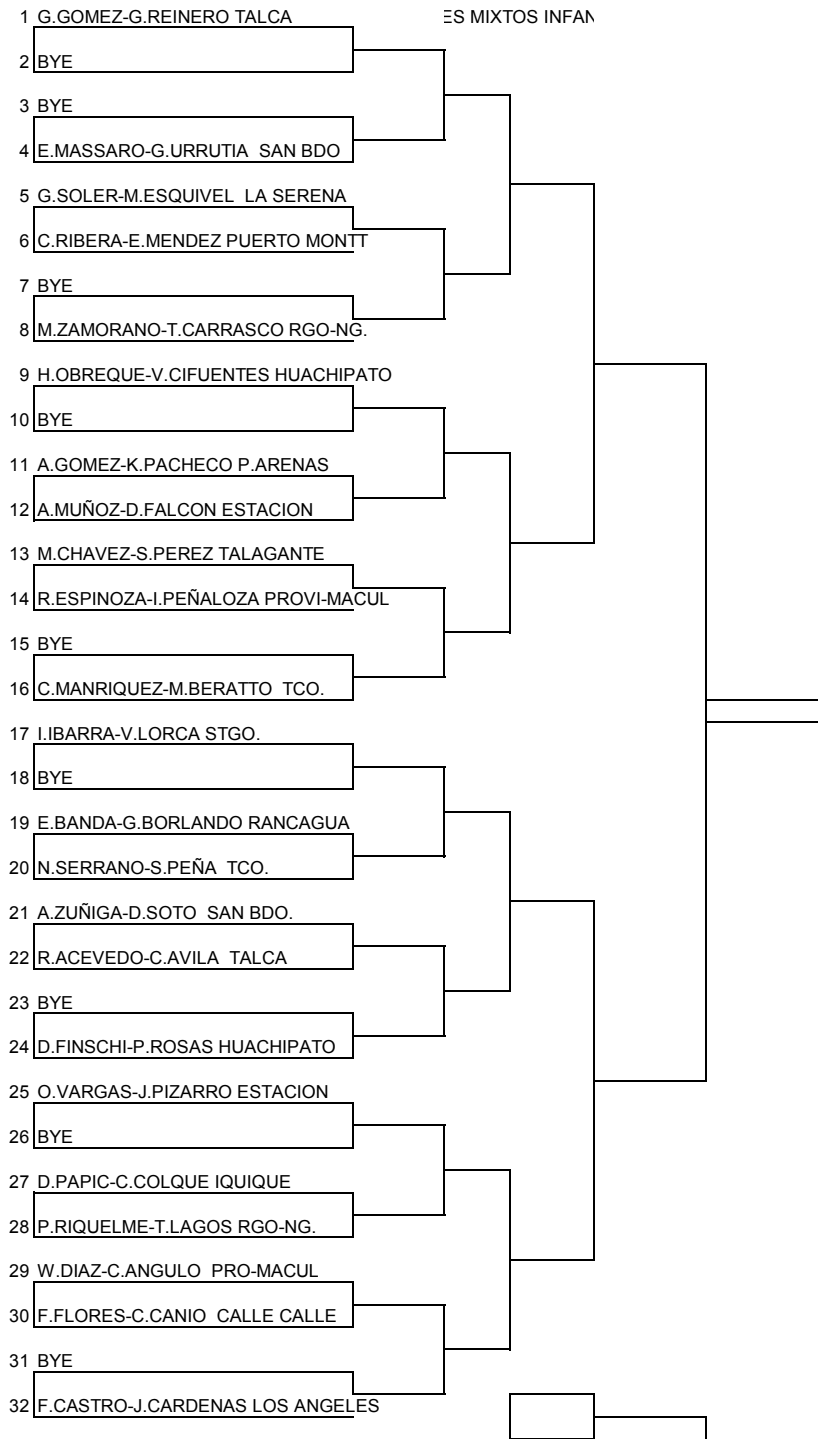 1 G.GOMEZ-G.REINERO TALCA
ES MIXTOS INFAN
2 BYE
3 BYE
4 E.MASSARO-G.URRUTIA SAN BDO
5 G.SOLER-M.ESQUIVEL LA SERENA
6 C.RIBERA-E.MENDEZ PUERTO MONTT
7 BYE
8 M.ZAMORANO-T.CARRASCO RGO-NG.
9 H.OBREQUE-V.CIFUENTES HUACHIPATO
10 BYE
11 A.GOMEZ-K.PACHECO P.ARENAS
12 A.MUÑOZ-D.FALCON ESTACION
13 M.CHAVEZ-S.PEREZ TALAGANTE
14 R.ESPINOZA-I.PEÑALOZA PROVI-MACUL
15 BYE
16 C.MANRIQUEZ-M.BERATTO TCO.
17 I.IBARRA-V.LORCA STGO.
18 BYE
19 E.BANDA-G.BORLANDO RANCAGUA
20 N.SERRANO-S.PEÑA TCO.
21 A.ZUÑIGA-D.SOTO SAN BDO.
22 R.ACEVEDO-C.AVILA TALCA
23 BYE
24 D.FINSCHI-P.ROSAS HUACHIPATO
25 O.VARGAS-J.PIZARRO ESTACION
26 BYE
27 D.PAPIC-C.COLQUE IQUIQUE
28 P.RIQUELME-T.LAGOS RGO-NG.
29 W.DIAZ-C.ANGULO PRO-MACUL
30 F.FLORES-C.CANIO CALLE CALLE
31 BYE
32 F.CASTRO-J.CARDENAS LOS ANGELES